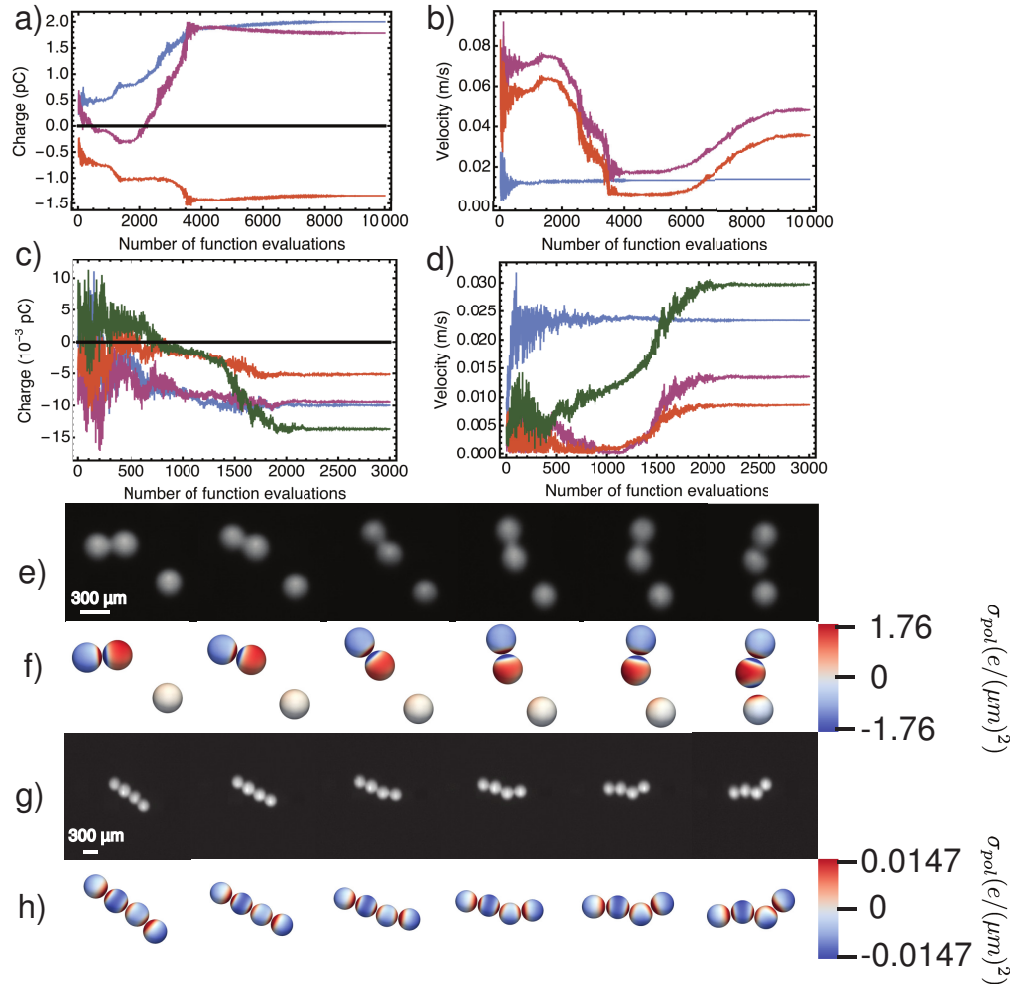 a)
Charge (pC)
2.0
1.5
1.0
0.5
0.0
−0.5
−1.0
−1.5
0 2000 4000 6000 8000 10 000
Number of function evaluations
b)
Velocity (m/s)
0.08
0.06
0.04
0.02
0.00
0 2000 4000 6000 8000 10 000
Number of function evaluations
c)
Charge (10⁻³ pC)
10
5
0
−5
−10
−15
0 500 1000 1500 2000 2500 3000
Number of function evaluations
d)
Velocity (m/s)
0.030
0.025
0.020
0.015
0.010
0.005
0.000
0 500 1000 1500 2000 2500 3000
Number of function evaluations
e)
300 µm
f)
1.76
0
-1.76
σ_pol(e/(μm)²)
g)
300 µm
h)
0.0147
0
-0.0147
σ_pol(e/(μm)²)